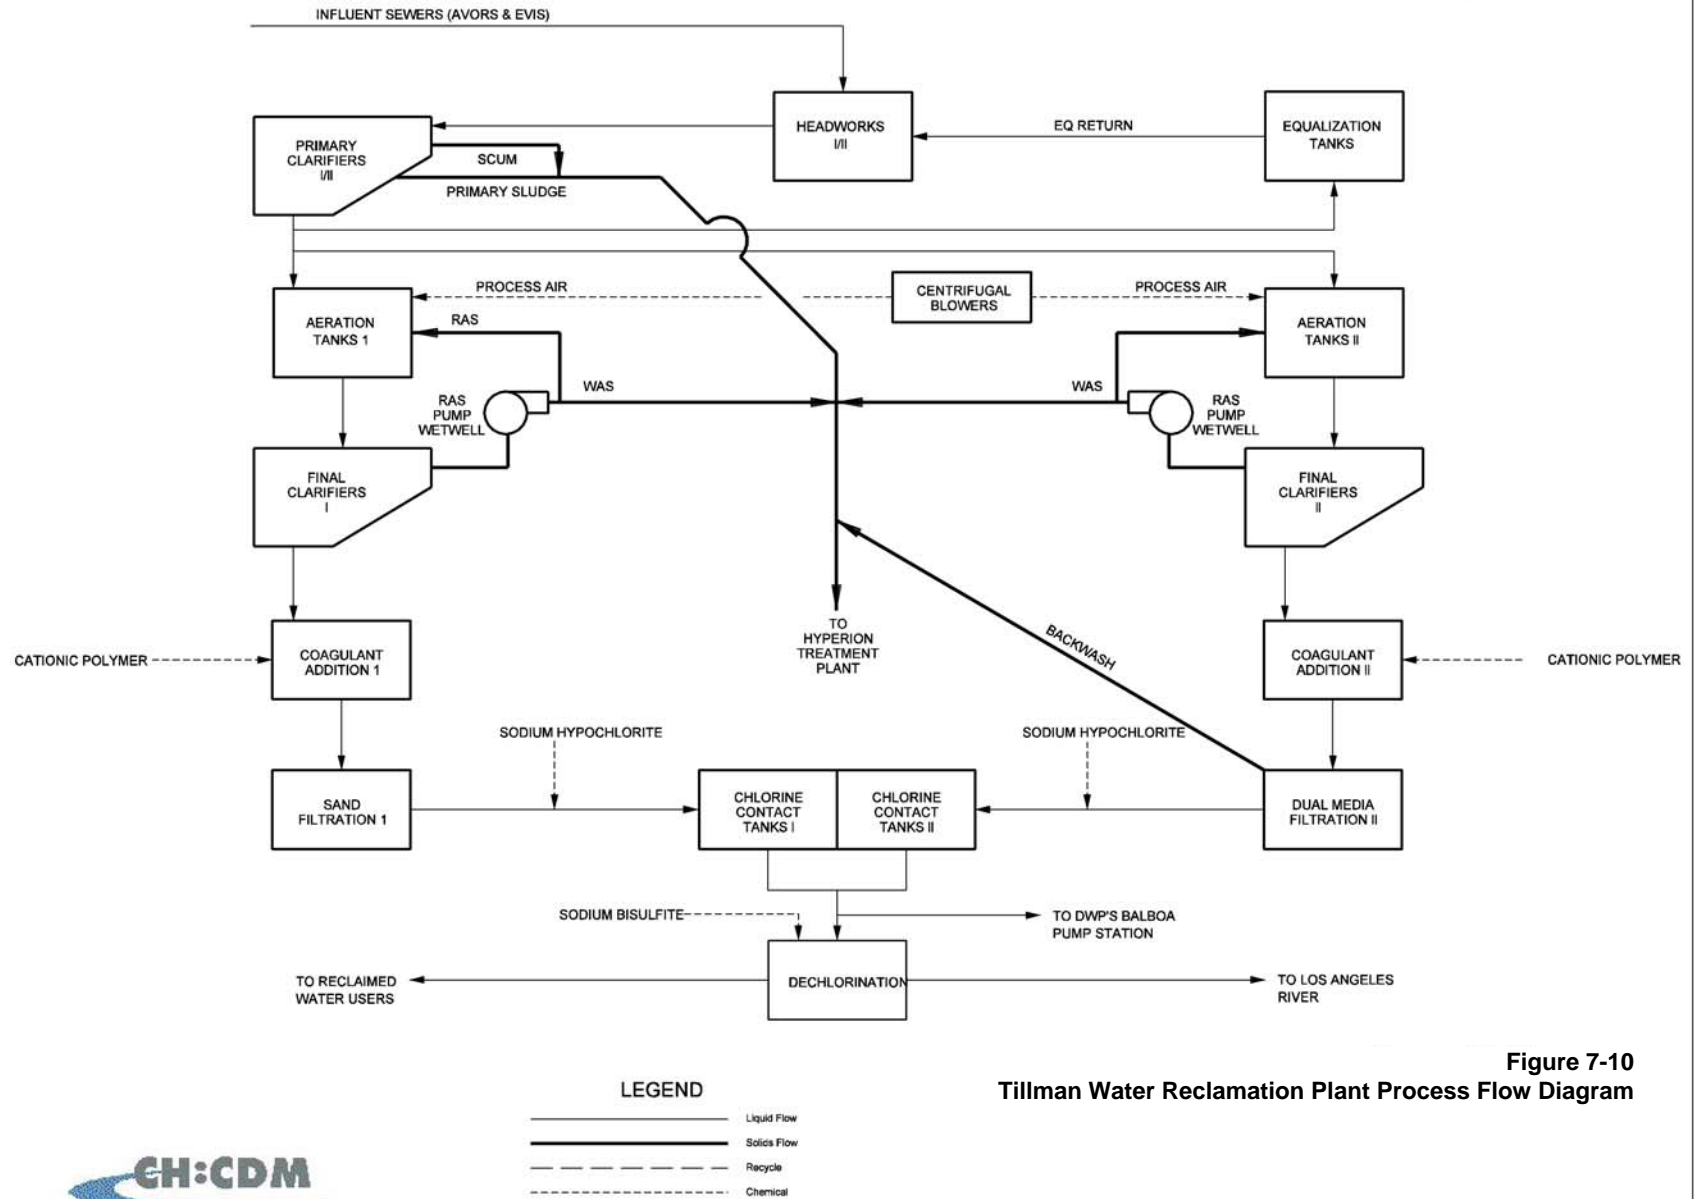 INFLUENT SEWERS (AVORS & EVIS)
PRIMARY
CLARIFIERS
I/II
SCUM
PRIMARY SLUDGE
HEADWORKS
I/II
EQ RETURN
EQUALIZATION
TANKS
PROCESS AIR
CENTRIFUGAL
BLOWERS
PROCESS AIR
AERATION
TANKS 1
RAS
AERATION
TANKS II
WAS
WAS
RAS
PUMP
WETWELL
RAS
PUMP
WETWELL
FINAL
CLARIFIERS
I
FINAL
CLARIFIERS
II
TO
HYPERION
TREATMENT
PLANT
BACKWASH
CATIONIC POLYMER
COAGULANT
ADDITION 1
COAGULANT
ADDITION II
CATIONIC POLYMER
SODIUM HYPOCHLORITE
SODIUM HYPOCHLORITE
SAND
FILTRATION 1
CHLORINE
CONTACT
TANKS I
CHLORINE
CONTACT
TANKS II
DUAL MEDIA
FILTRATION II
SODIUM BISULFITE
TO DWP'S BALBOA
PUMP STATION
TO RECLAIMED
WATER USERS
DECHLORINATION
TO LOS ANGELES
RIVER
Figure 7-10
Tillman Water Reclamation Plant Process Flow Diagram
LEGEND
Liquid Flow
Solids Flow
Recycle
Chemical
CH:CDM